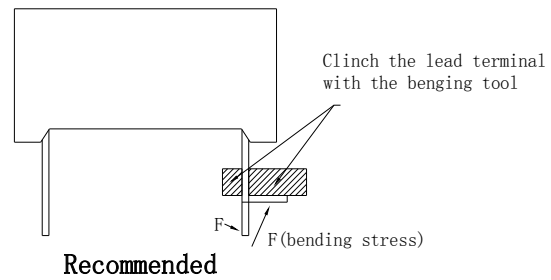 Clinch the lead terminal
with the benging tool
F
F(bending stress)
Recommended